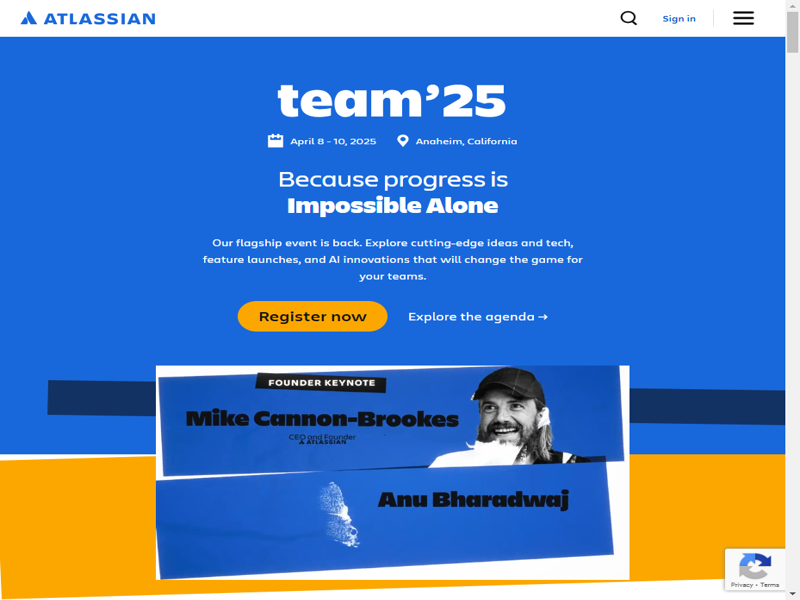 ATLASSIAN
Sign in
team’25
April 8 – 10, 2025
Anaheim, California
Because progress is
Impossible Alone
Our flagship event is back. Explore cutting-edge ideas and tech,
feature launches, and AI innovations that will change the game for
your teams.
Register now
Explore the agenda →
FOUNDER KEYNOTE
Mike Cannon-Brookes
CEO and Founder
ATLASSIAN
Anu Bharadwaj
Privacy • Terms